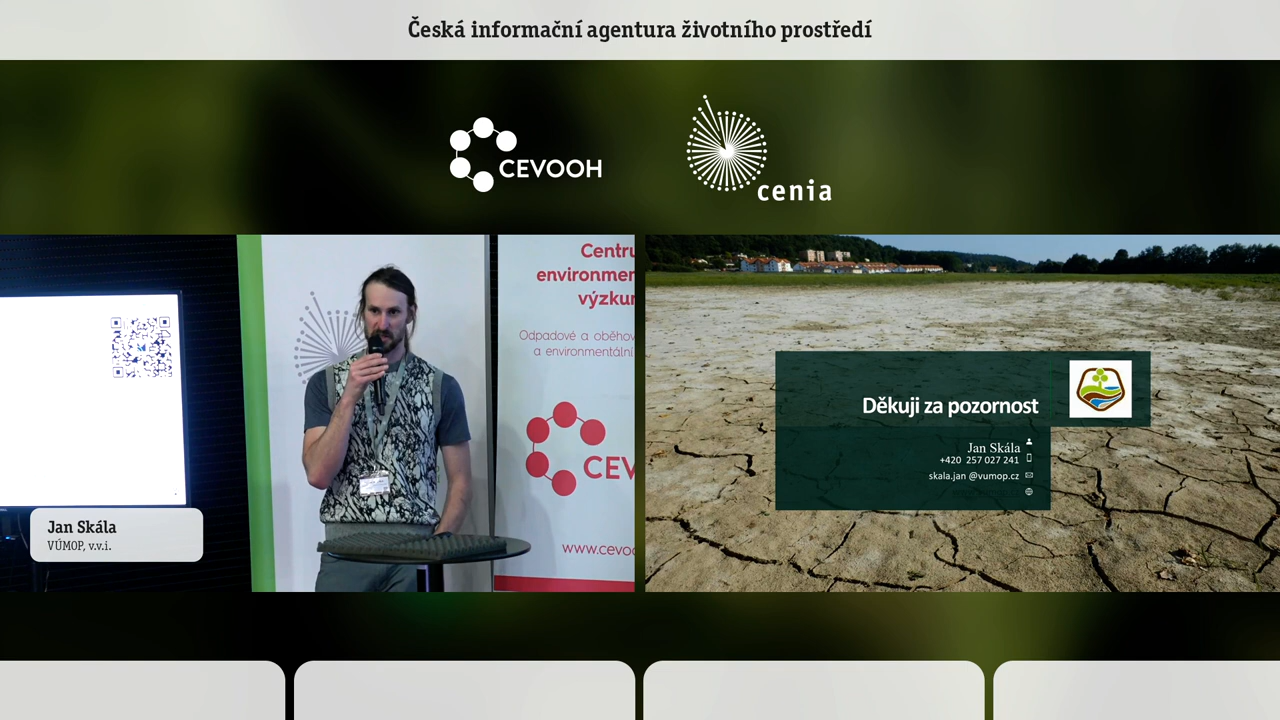 Česká informační agentura životního prostředí
CEVOOH
cenia
Centru
environmen
výzkum
Odpadové a oběhov
a environmentální
CEV
www.cevoo
Jan Skála
VÚMOP, v.v.i.
Děkuji za pozornost
Jan Skála
+420 257 027 241
skala.jan @vumop.cz